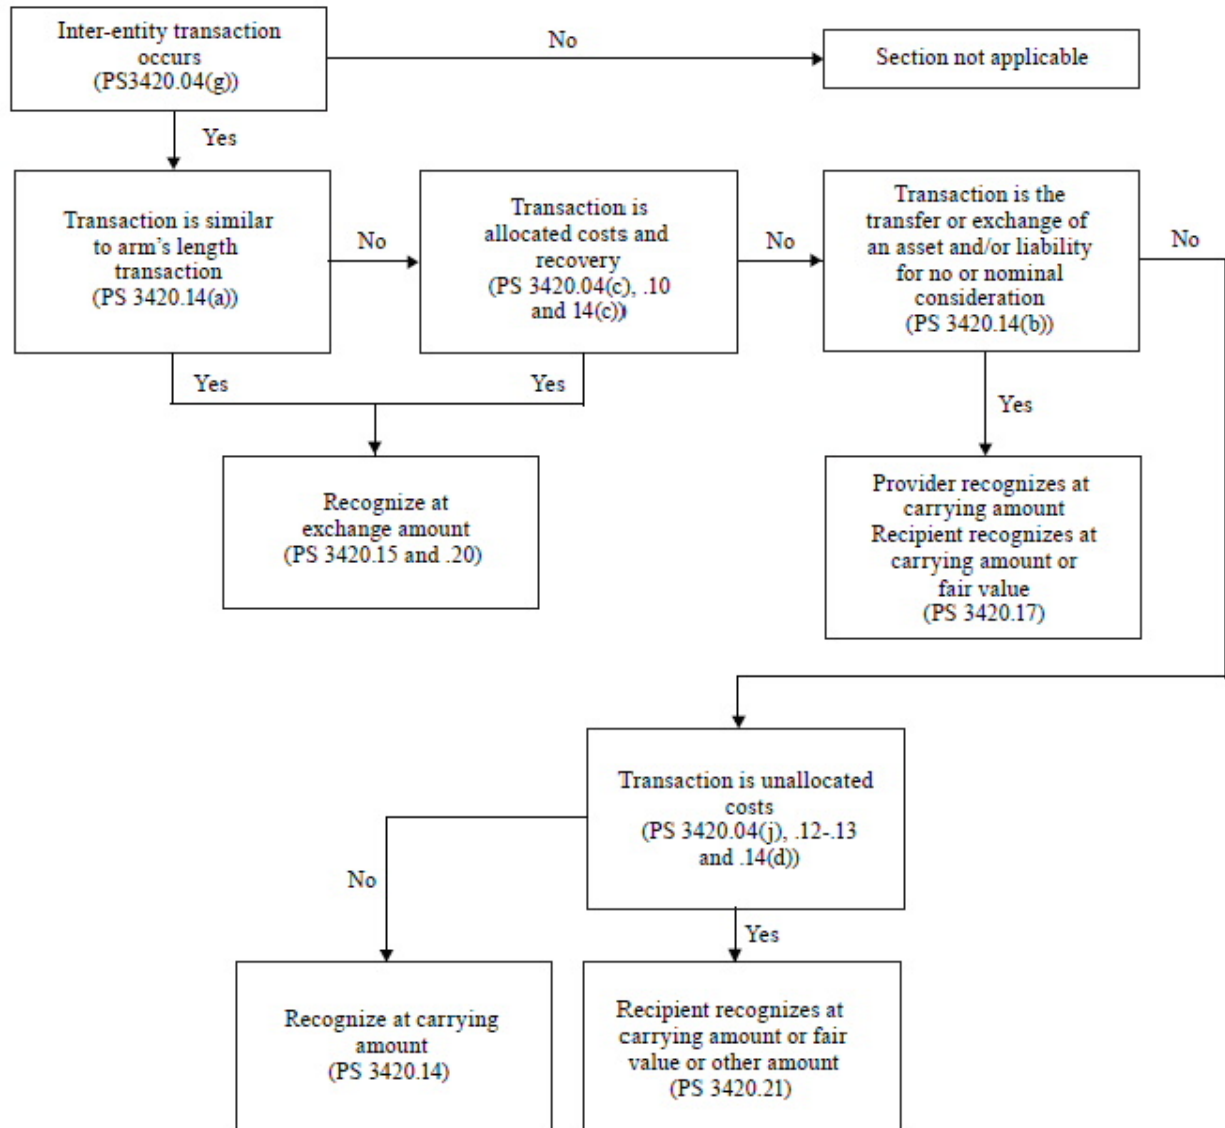 Inter-entity transaction
occurs
(PS3420.04(g))
No
Section not applicable
Yes
Transaction is similar
to arm's length
transaction
(PS 3420.14(a))
No
Transaction is
allocated costs and
recovery
(PS 3420.04(c), .10
and 14(c))
No
Transaction is the
transfer or exchange of
an asset and/or liability
for no or nominal
consideration
(PS 3420.14(b))
No
Yes
Yes
Yes
Recognize at
exchange amount
(PS 3420.15 and .20)
Provider recognizes at
carrying amount
Recipient recognizes at
carrying amount or
fair value
(PS 3420.17)
Transaction is unallocated
costs
(PS 3420.04(j), .12-.13
and .14(d))
No
Yes
Recognize at carrying
amount
(PS 3420.14)
Recipient recognizes at
carrying amount or fair
value or other amount
(PS 3420.21)